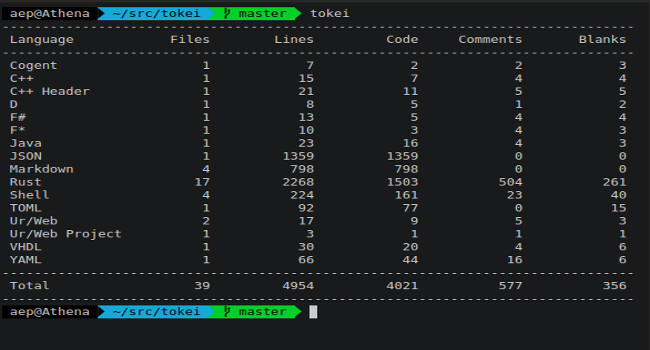 aep@Athena ~/src/tokei master tokei
--------------------------------------------------------------------------------
Language Files Lines Code Comments Blanks
--------------------------------------------------------------------------------
Cogent 1 7 2 2 3
C++ 1 15 7 4 4
C++ Header 1 21 11 5 5
D 1 8 5 1 2
F# 1 13 5 4 4
F* 1 10 3 4 3
Java 1 23 16 4 3
JSON 1 1359 1359 0 0
Markdown 4 798 798 0 0
Rust 17 2268 1503 504 261
Shell 4 224 161 23 40
TOML 1 92 77 0 15
Ur/Web 2 17 9 5 3
Ur/Web Project 1 3 1 1 1
VHDL 1 30 20 4 6
YAML 1 66 44 16 6
--------------------------------------------------------------------------------
Total 39 4954 4021 577 356
--------------------------------------------------------------------------------
aep@Athena ~/src/tokei master